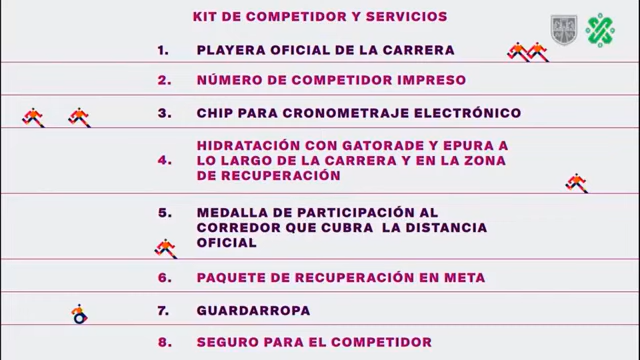 KIT DE COMPETIDOR Y SERVICIOS
1. PLAYERA OFICIAL DE LA CARRERA
2. NÚMERO DE COMPETIDOR IMPRESO
3. CHIP PARA CRONOMETRAJE ELECTRÓNICO
4. HIDRATACIÓN CON GATORADE Y EPURA A
LO LARGO DE LA CARRERA Y EN LA ZONA
DE RECUPERACIÓN
5. MEDALLA DE PARTICIPACIÓN AL
CORREDOR QUE CUBRA LA DISTANCIA
OFICIAL
6. PAQUETE DE RECUPERACIÓN EN META
7. GUARDARROPA
8. SEGURO PARA EL COMPETIDOR